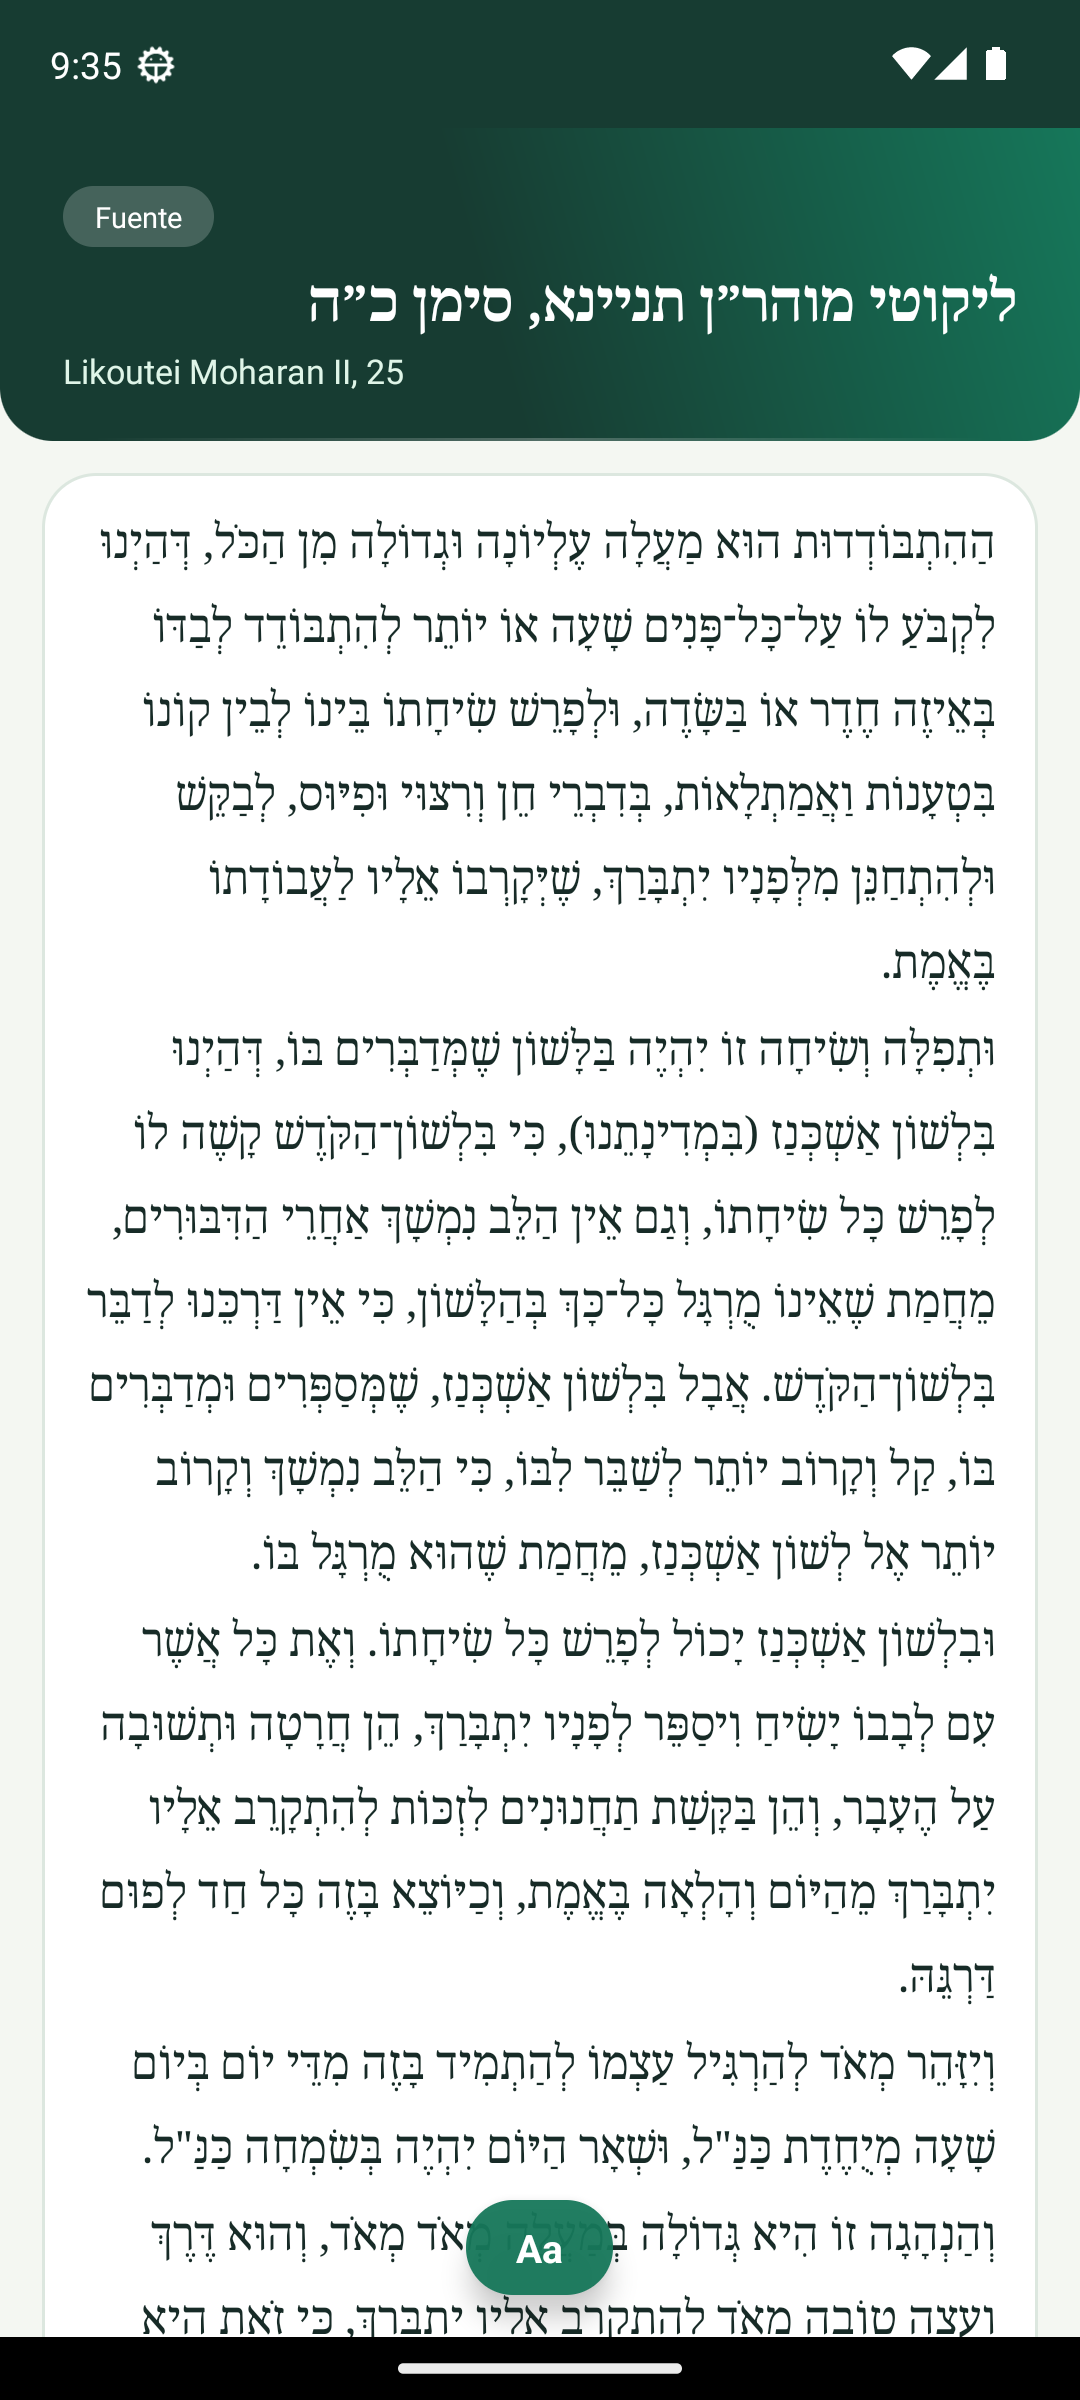 9:35
Fuente
ליקוטי מוהר״ן תניינא, סימן כ״ה
Likoutei Moharan II, 25
הַהִתְבּוֹדְדוּת הוּא מַעֲלָה עֶלְיוֹנָה וּגְדוֹלָה מִן הַכֹּל, דְּהַיְנוּ
לִקְבֹּעַ לוֹ עַל־כָּל־פָּנִים שָׁעָה אוֹ יוֹתֵר לְהִתְבּוֹדֵד לְבַדּוֹ
בְּאֵיזֶה חֶדֶר אוֹ בַּשָּׂדֶה, וּלְפָרֵשׁ שִׂיחָתוֹ בֵּינוֹ לְבֵין קוֹנוֹ
בִּטְעָנוֹת וַאֲמַתְלָאוֹת, בְּדִבְרֵי חֵן וְרִצּוּי וּפִיּוּס, לְבַקֵּשׁ
וּלְהִתְחַנֵּן מִלְּפָנָיו יִתְבָּרַךְ, שֶׁיְּקָרְבוֹ אֵלָיו לַעֲבוֹדָתוֹ
בֶּאֱמֶת.
וּתְפִלָּה וְשִׂיחָה זוֹ יִהְיֶה בַּלָּשׁוֹן שֶׁמְּדַבְּרִים בּוֹ, דְּהַיְנוּ
בִּלְשׁוֹן אַשְׁכְּנַז (בִּמְדִינָתֵנוּ), כִּי בִּלְשׁוֹן־הַקֹּדֶשׁ קָשֶׁה לוֹ
לְפָרֵשׁ כָּל שִׂיחָתוֹ, וְגַם אֵין הַלֵּב נִמְשָׁךְ אַחֲרֵי הַדִּבּוּרִים,
מֵחֲמַת שֶׁאֵינוֹ מֻרְגָּל כָּל־כָּךְ בְּהַלָּשׁוֹן, כִּי אֵין דַּרְכֵּנוּ לְדַבֵּר
בִּלְשׁוֹן־הַקֹּדֶשׁ. אֲבָל בִּלְשׁוֹן אַשְׁכְּנַז, שֶׁמְּסַפְּרִים וּמְדַבְּרִים
בּוֹ, קַל וְקָרוֹב יוֹתֵר לְשַׁבֵּר לִבּוֹ, כִּי הַלֵּב נִמְשָׁךְ וְקָרוֹב
יוֹתֵר אֶל לְשׁוֹן אַשְׁכְּנַז, מֵחֲמַת שֶׁהוּא מֻרְגָּל בּוֹ.
וּבִלְשׁוֹן אַשְׁכְּנַז יָכוֹל לְפָרֵשׁ כָּל שִׂיחָתוֹ. וְאֶת כָּל אֲשֶׁר
עִם לְבָבוֹ יָשִׂיחַ וִיסַפֵּר לְפָנָיו יִתְבָּרַךְ, הֵן חֲרָטָה וּתְשׁוּבָה
עַל הֶעָבָר, וְהֵן בַּקָּשַׁת תַּחֲנוּנִים לִזְכּוֹת לְהִתְקָרֵב אֵלָיו
יִתְבָּרַךְ מֵהַיּוֹם וְהָלְאָה בֶּאֱמֶת, וְכַיּוֹצֵא בָּזֶה כָּל חַד לְפוּם
דַּרְגֵּהּ.
וְיִזָּהֵר מְאֹד לְהַרְגִּיל עַצְמוֹ לְהַתְמִיד בָּזֶה מִדֵּי יוֹם בְּיוֹם
שָׁעָה מְיֻחֶדֶת כַּנַּ"ל, וּשְׁאָר הַיּוֹם יִהְיֶה בְּשִׂמְחָה כַּנַּ"ל.
וְהַנְהָגָה זוֹ הִיא גְּדוֹלָה בְּמַעֲלָה מְאֹד מְאֹד, וְהוּא דֶּרֶךְ
Aa
וְעֵצָה טוֹבָה מְאֹד לְהִתְקָרֵב אֵלָיו יִתְבָּרַךְ, כִּי זֹאת הִיא